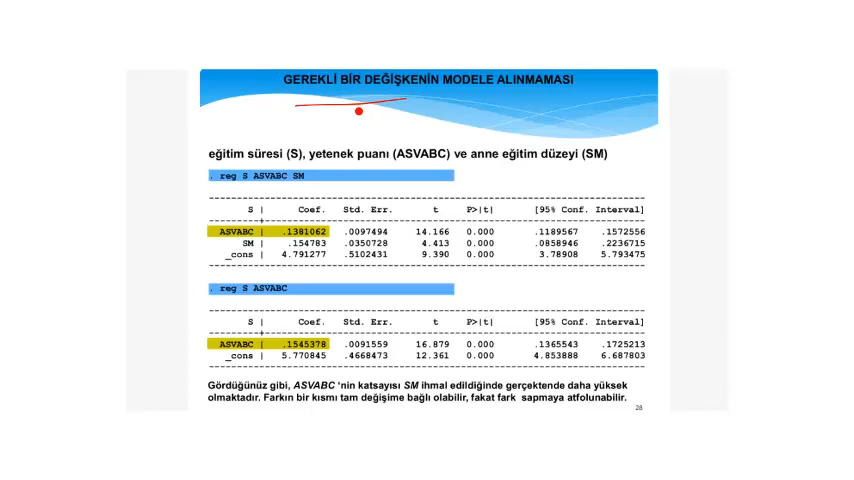 GEREKLİ BİR DEĞİŞKENİN MODELE ALINMAMASI
eğitim süresi (S), yetenek puanı (ASVABC) ve anne eğitim düzeyi (SM)
. reg S ASVABC SM
------------------------------------------------------------------------------
S | Coef. Std. Err. t P>|t| [95% Conf. Interval]
---------+--------------------------------------------------------------------
ASVABC | .1381062 .0097494 14.166 0.000 .1189567 .1572556
SM | .154783 .0350728 4.413 0.000 .0858946 .2236715
_cons | 4.791277 .5102431 9.390 0.000 3.78908 5.793475
------------------------------------------------------------------------------
. reg S ASVABC
------------------------------------------------------------------------------
S | Coef. Std. Err. t P>|t| [95% Conf. Interval]
---------+--------------------------------------------------------------------
ASVABC | .1545378 .0091559 16.879 0.000 .1365543 .1725213
_cons | 5.770845 .4668473 12.361 0.000 4.853888 6.687803
------------------------------------------------------------------------------
Gördüğünüz gibi, ASVABC 'nin katsayısı SM ihmal edildiğinde gerçektende daha yüksek
olmaktadır. Farkın bir kısmı tam değişime bağlı olabilir, fakat fark sapmaya atfolunabilir.
28